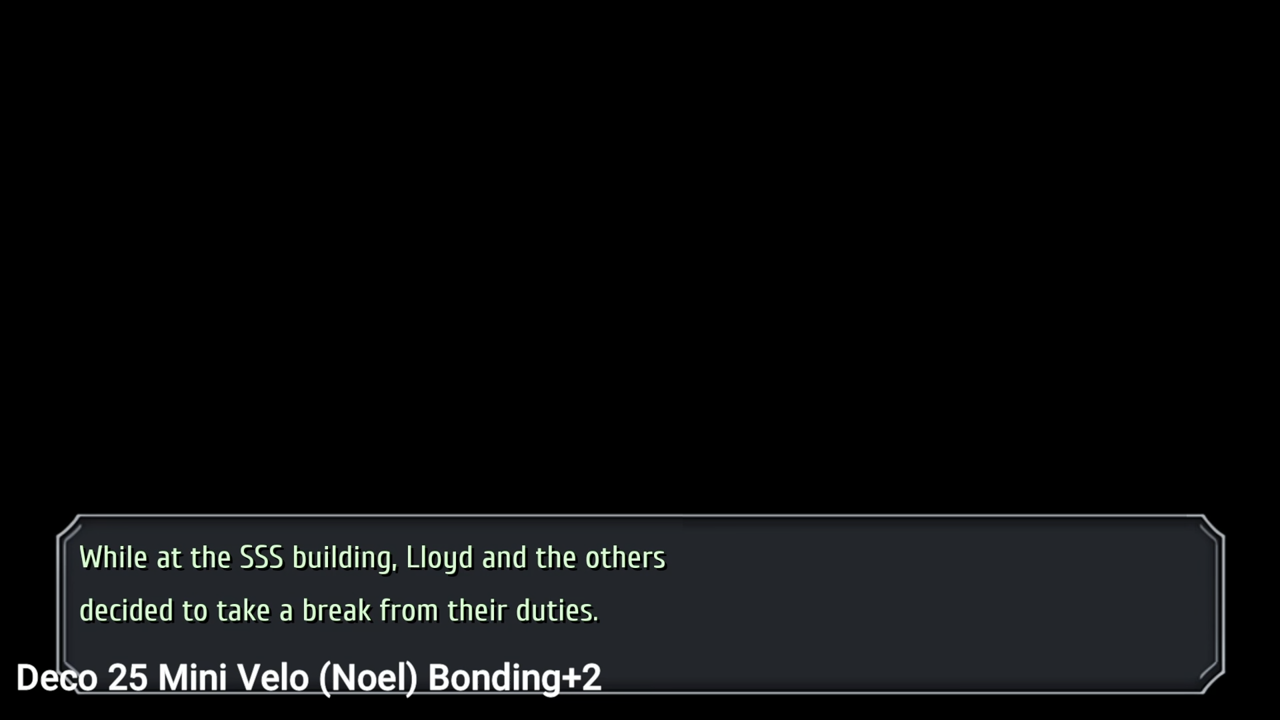 While at the SSS building, Lloyd and the others
decided to take a break from their duties.
Deco 25 Mini Velo (Noel) Bonding+2